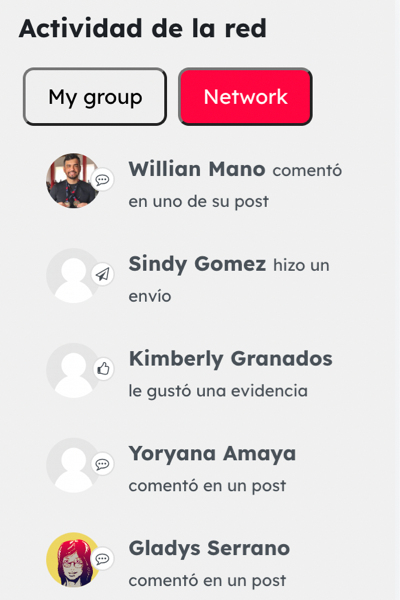 Actividad de la red
My group Network
Willian Mano comentó
en uno de su post
Sindy Gomez hizo un
envío
Kimberly Granados
le gustó una evidencia
Yoryana Amaya
comentó en un post
Gladys Serrano
comentó en un post